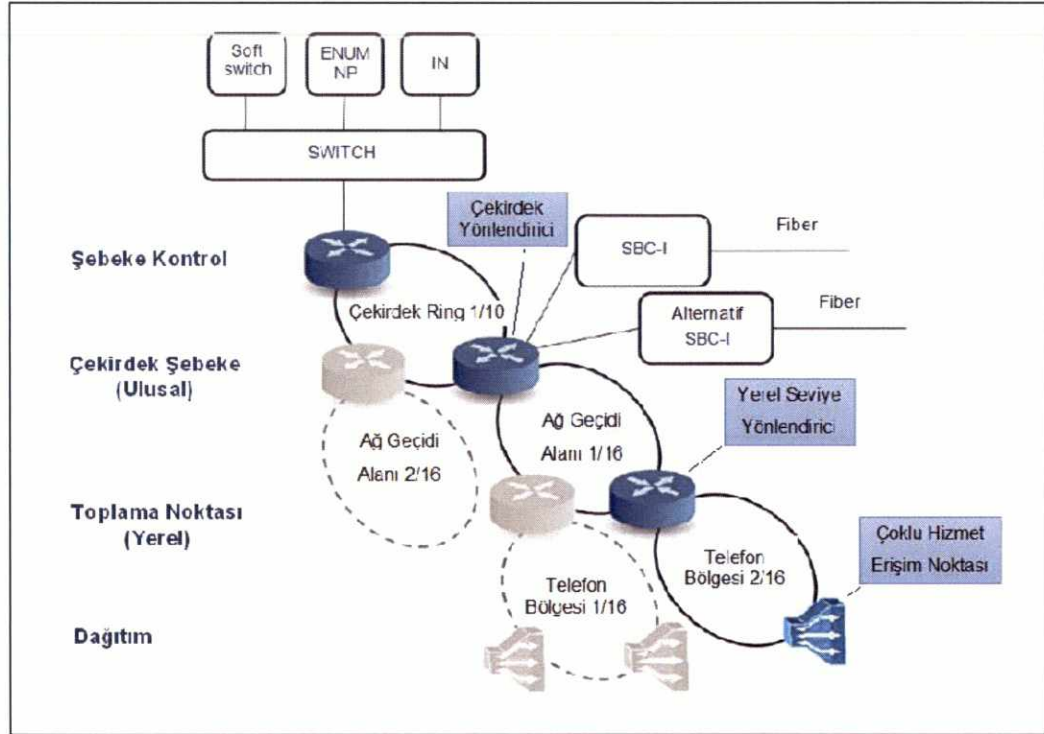 Soft
switch
ENUM
NP
IN
SWITCH
Çekirdek
Yönlendirici
SBC-I
Fiber
Şebeke Kontrol
Çekirdek Ring 1/10
Alternatif
SBC-I
Fiber
Çekirdek Şebeke
(Ulusal)
Yerel Seviye
Yönlendirici
Ağ Geçidi
Alanı 2/16
Ağ Geçidi
Alanı 1/16
Toplama Noktası
(Yerel)
Çoklu Hizmet
Erişim Noktası
Telefon
Bölgesi 2/16
Telefon
Bölgesi 1/16
Dağıtım